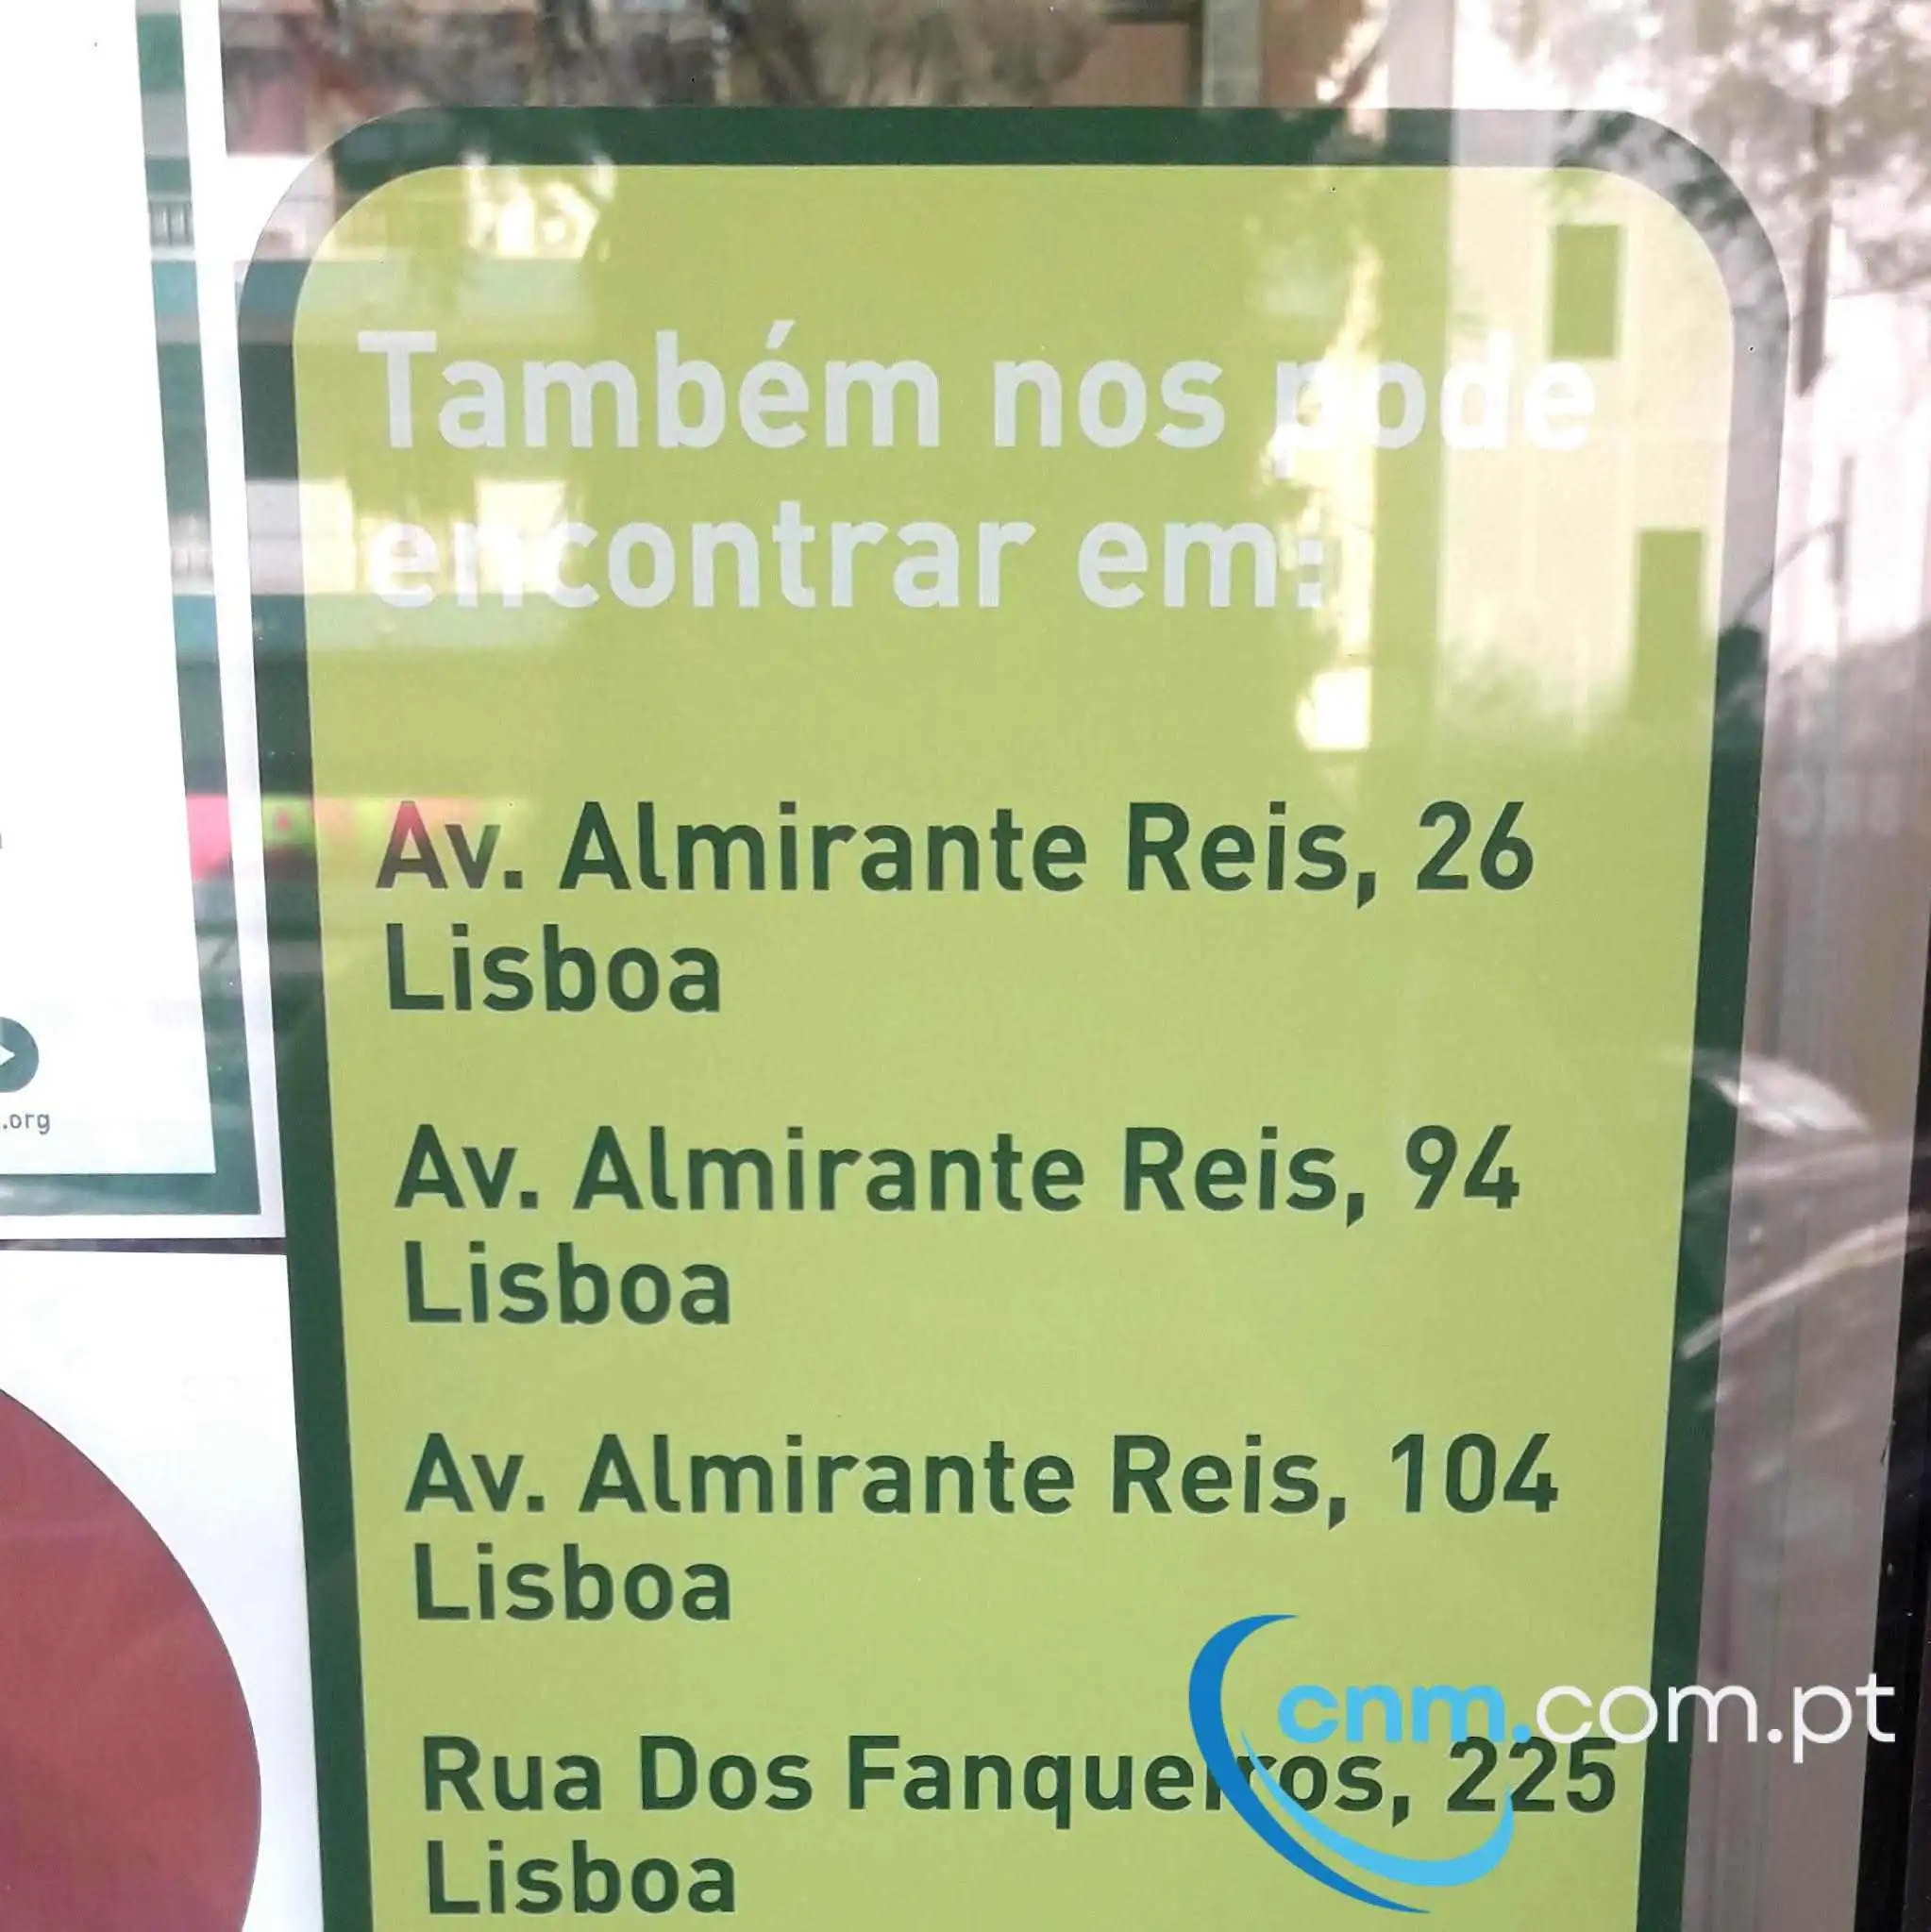 Também nos pode
encontrar em:
Av. Almirante Reis, 26
Lisboa
Av. Almirante Reis, 94
Lisboa
Av. Almirante Reis, 104
Lisboa
Rua Dos Fanqueiros, 225
Lisboa
.org
cnm.com.pt